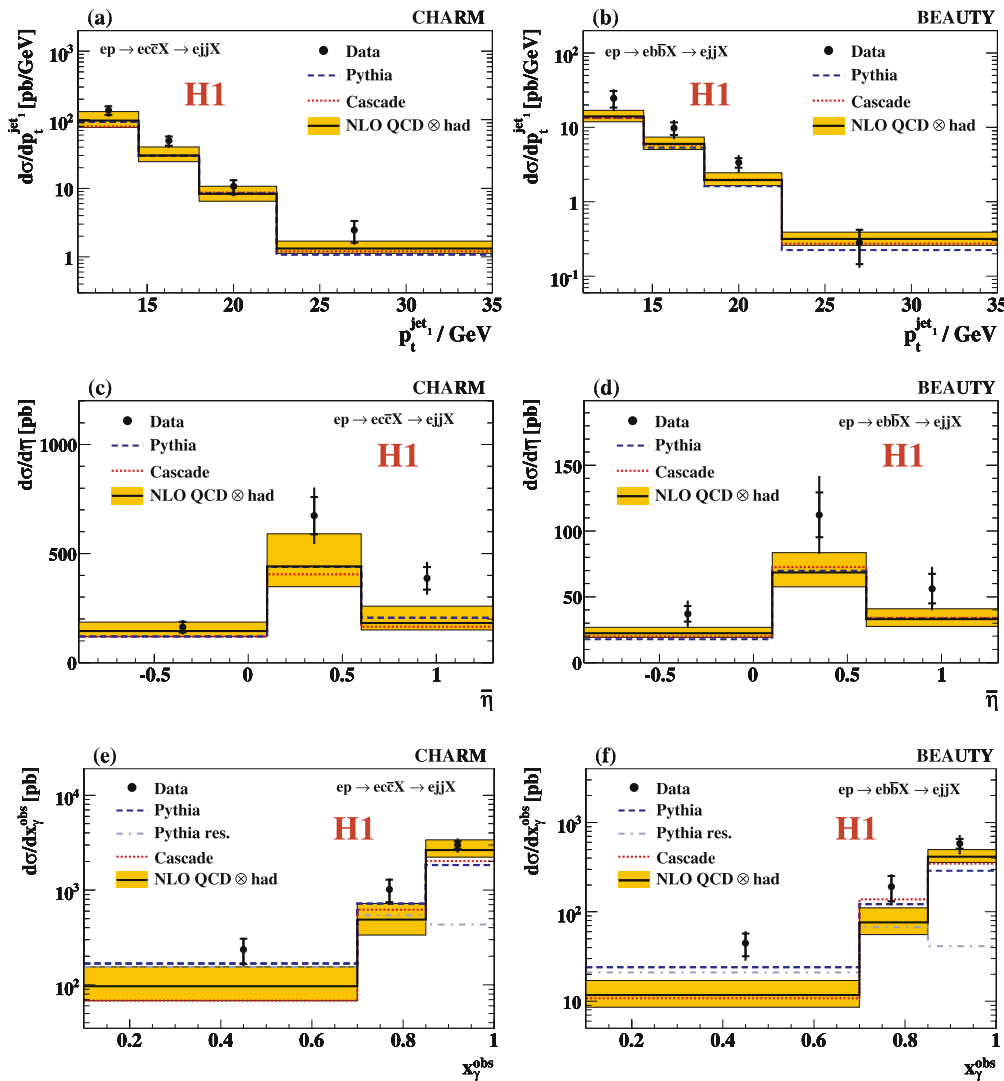 (a) CHARM
ep → ecc̄X → ejjX
H1
Data
Pythia
Cascade
NLO QCD ⊗ had
dσ/dp_t^jet₁ [pb/GeV]
10³
10²
10
1
15 20 25 30 35
p_t^jet₁ / GeV
(b) BEAUTY
ep → ebb̄X → ejjX
H1
Data
Pythia
Cascade
NLO QCD ⊗ had
dσ/dp_t^jet₁ [pb/GeV]
10²
10
1
10⁻¹
15 20 25 30 35
p_t^jet₁ / GeV
(c) CHARM
Data
Pythia
Cascade
NLO QCD ⊗ had
ep → ecc̄X → ejjX
H1
dσ/dη̄ [pb]
1000
500
0
-0.5 0 0.5 1
η̄
(d) BEAUTY
Data
Pythia
Cascade
NLO QCD ⊗ had
ep → ebb̄X → ejjX
H1
dσ/dη̄ [pb]
150
100
50
0
-0.5 0 0.5 1
η̄
(e) CHARM
Data
Pythia
Pythia res.
Cascade
NLO QCD ⊗ had
ep → ecc̄X → ejjX
H1
dσ/dx_γ^obs [pb]
10⁴
10³
10²
0.2 0.4 0.6 0.8 1
x_γ^obs
(f) BEAUTY
Data
Pythia
Pythia res.
Cascade
NLO QCD ⊗ had
ep → ebb̄X → ejjX
H1
dσ/dx_γ^obs [pb]
10³
10²
10
0.2 0.4 0.6 0.8 1
x_γ^obs